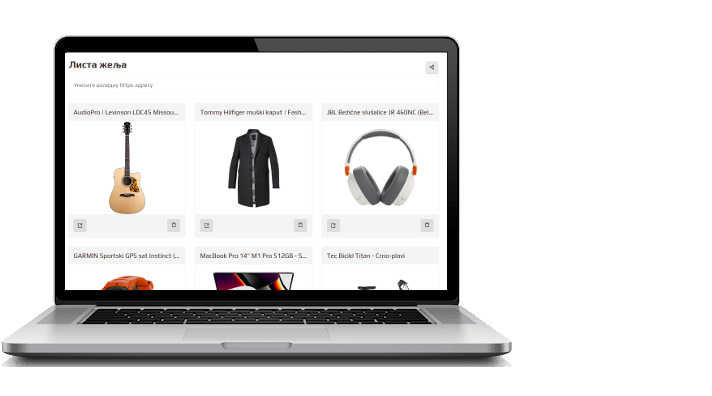 Листа жеља
Унесите валидну https адресу
AudioPro | Levinson LDC45 Missou...
Tommy Hilfiger muški kaput | Fash...
JBL Bežične slušalice JR 460NC (Bel...
GARMIN Sportski GPS sat Instinct (...
MacBook Pro 14" M1 Pro 512GB - S...
Tec Bicikl Titan - Crno-plavi